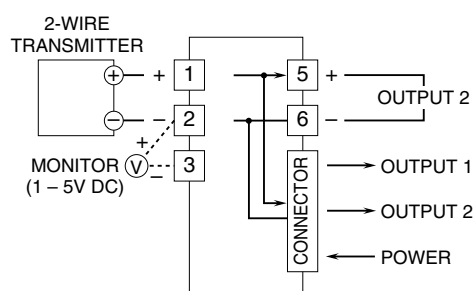 2-WIRE
TRANSMITTER
+ + 1 5 +
− − 2 6 −
OUTPUT 2
+
MONITOR V − 3
(1 – 5V DC)
CONNECTOR
OUTPUT 1
OUTPUT 2
POWER